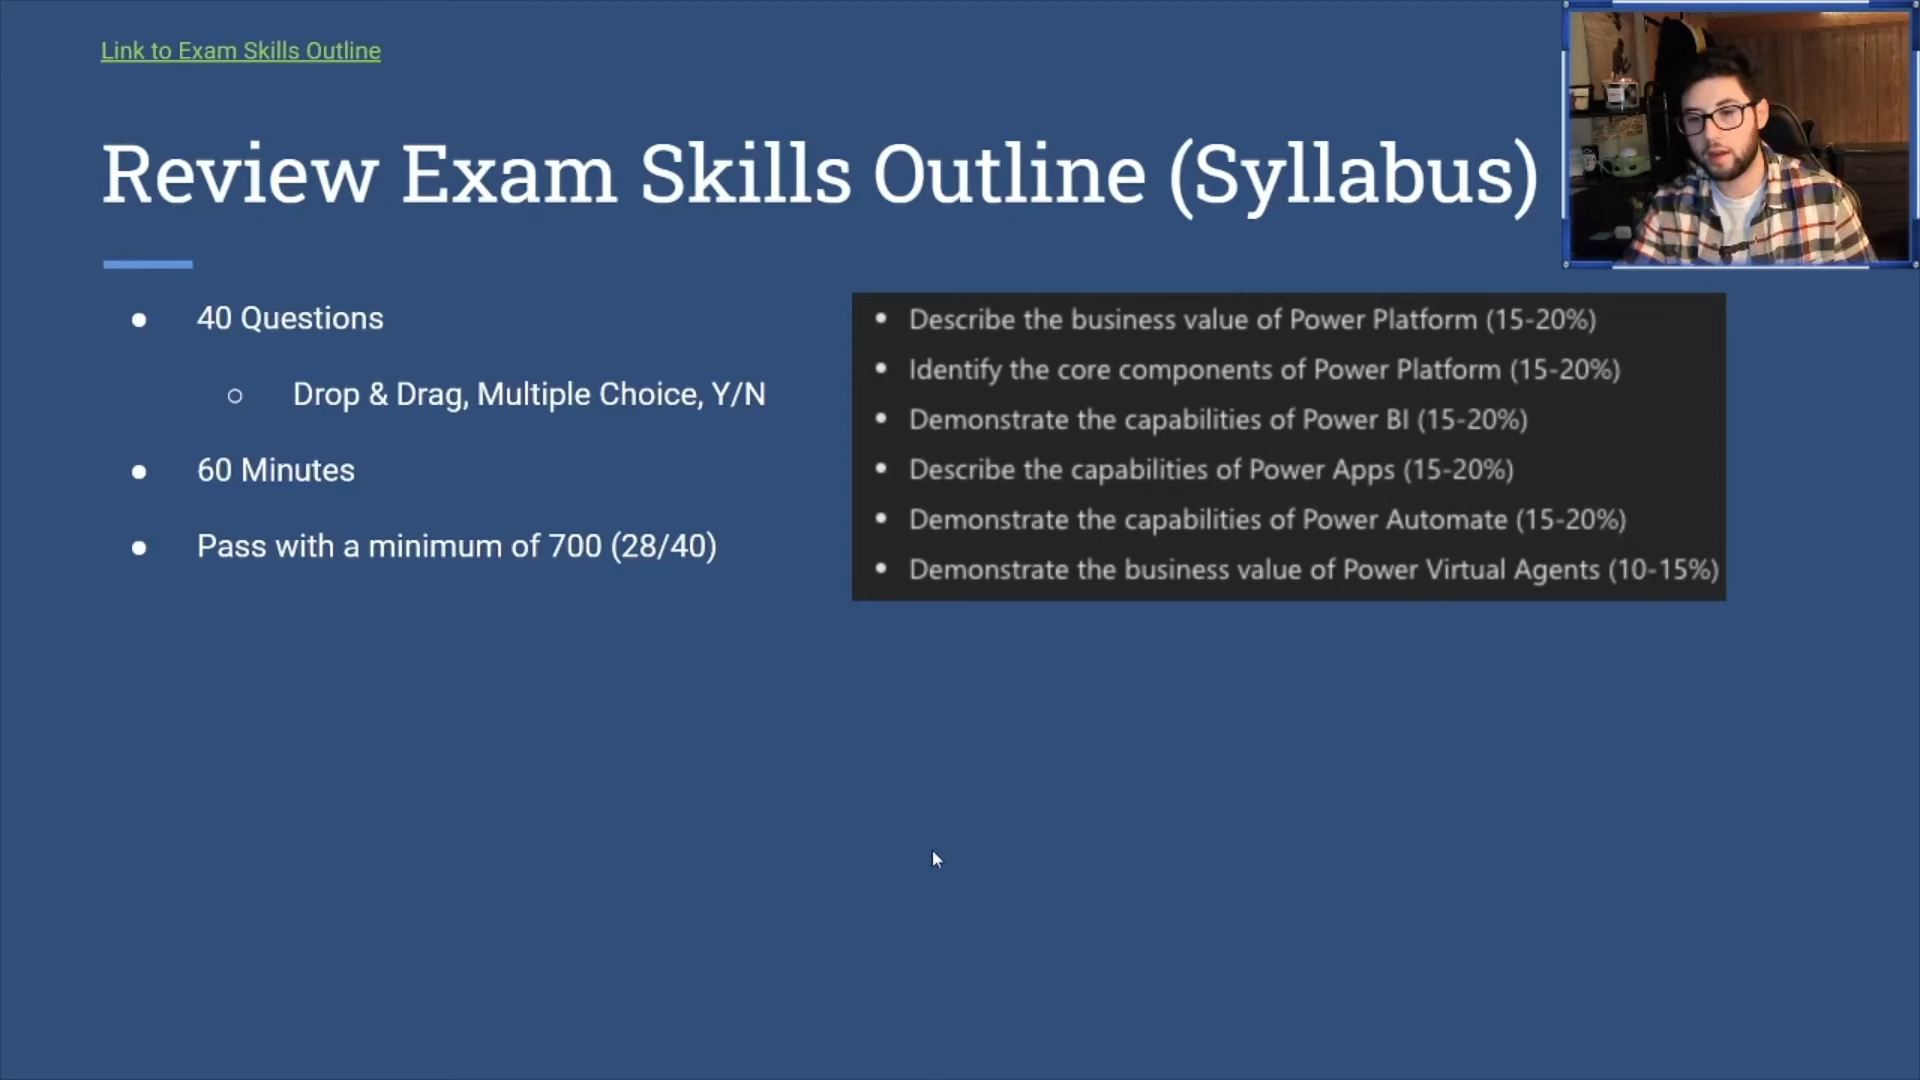 Link to Exam Skills Outline
Review Exam Skills Outline (Syllabus)
40 Questions
Drop & Drag, Multiple Choice, Y/N
60 Minutes
Pass with a minimum of 700 (28/40)
Describe the business value of Power Platform (15-20%)
Identify the core components of Power Platform (15-20%)
Demonstrate the capabilities of Power BI (15-20%)
Describe the capabilities of Power Apps (15-20%)
Demonstrate the capabilities of Power Automate (15-20%)
Demonstrate the business value of Power Virtual Agents (10-15%)